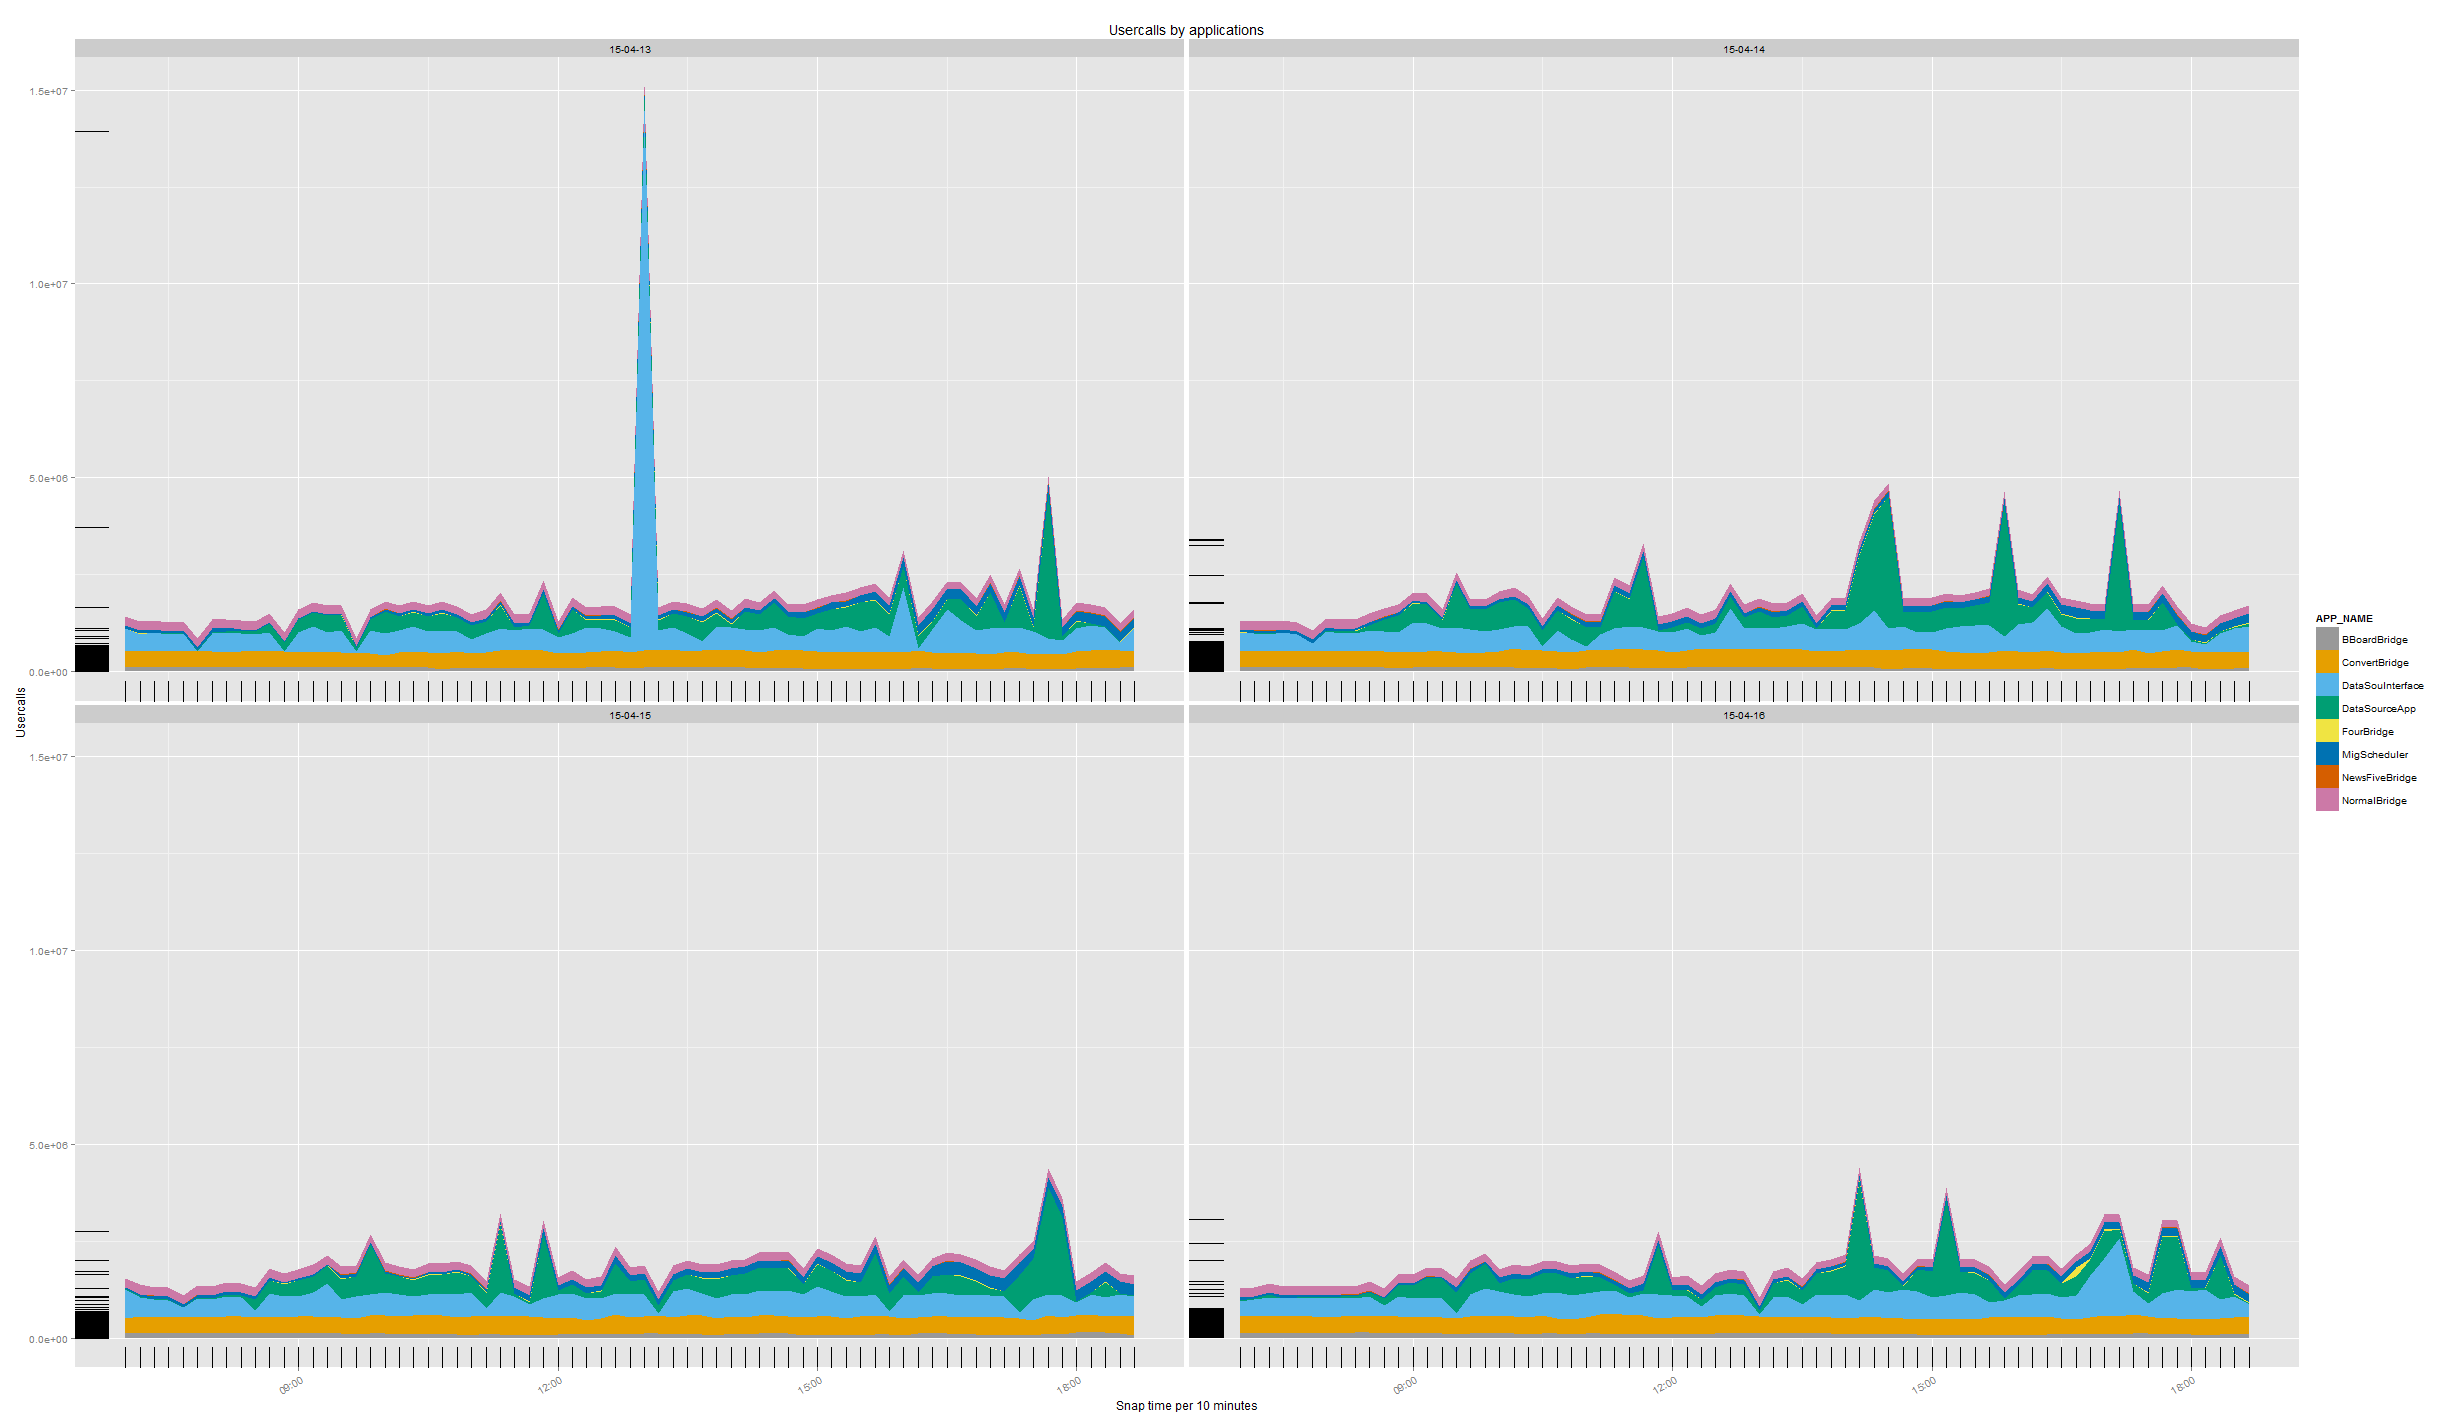 Usercalls by applications
15-04-13
15-04-14
1.5e+07
1.0e+07
5.0e+06
0.0e+00
Usercalls
15-04-15
15-04-16
1.5e+07
1.0e+07
5.0e+06
0.0e+00
09:00
12:00
15:00
18:00
09:00
12:00
15:00
18:00
Snap time per 10 minutes
APP_NAME
BBoardBridge
ConvertBridge
DataSouInterface
DataSourceApp
FourBridge
MigScheduler
NewsFiveBridge
NormalBridge